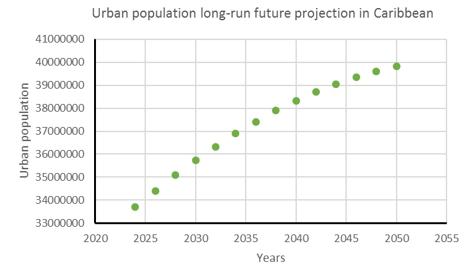 Urban population long-run future projection in Caribbean
41000000
40000000
39000000
38000000
37000000
36000000
35000000
34000000
33000000
Urban population
2020 2025 2030 2035 2040 2045 2050 2055
Years